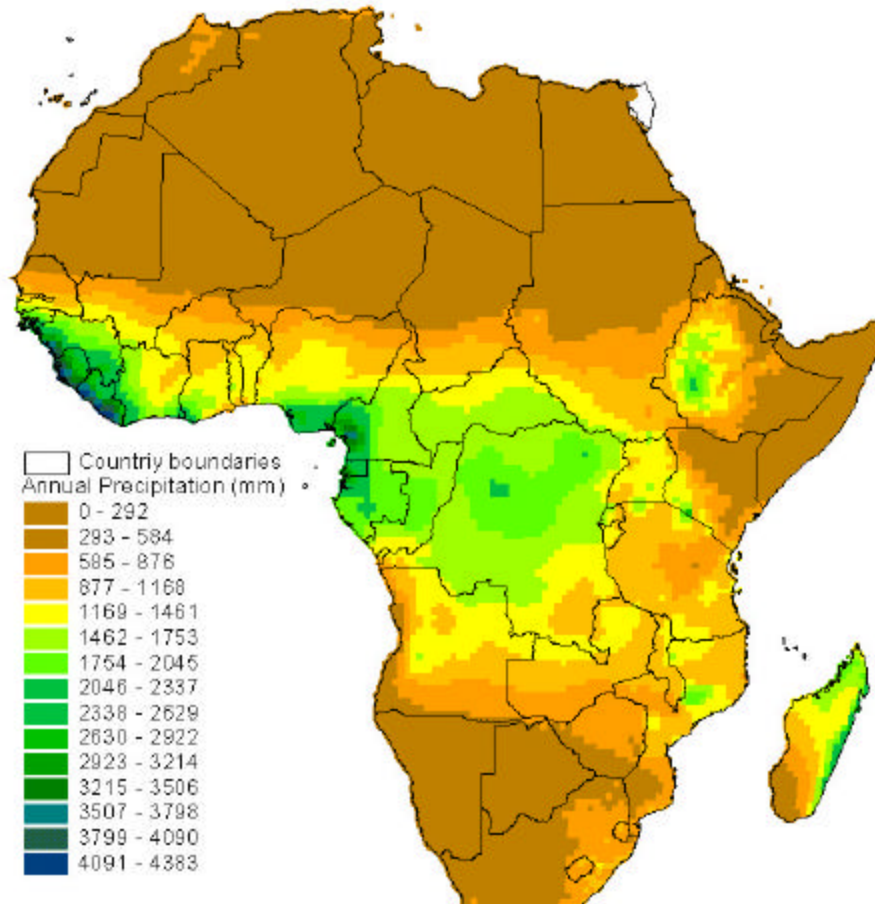 Countriy boundaries
Annual Precipitation (mm)
0 - 292
293 - 584
585 - 876
877 - 1168
1169 - 1461
1462 - 1753
1754 - 2045
2046 - 2337
2338 - 2629
2630 - 2922
2923 - 3214
3215 - 3506
3507 - 3798
3799 - 4090
4091 - 4383